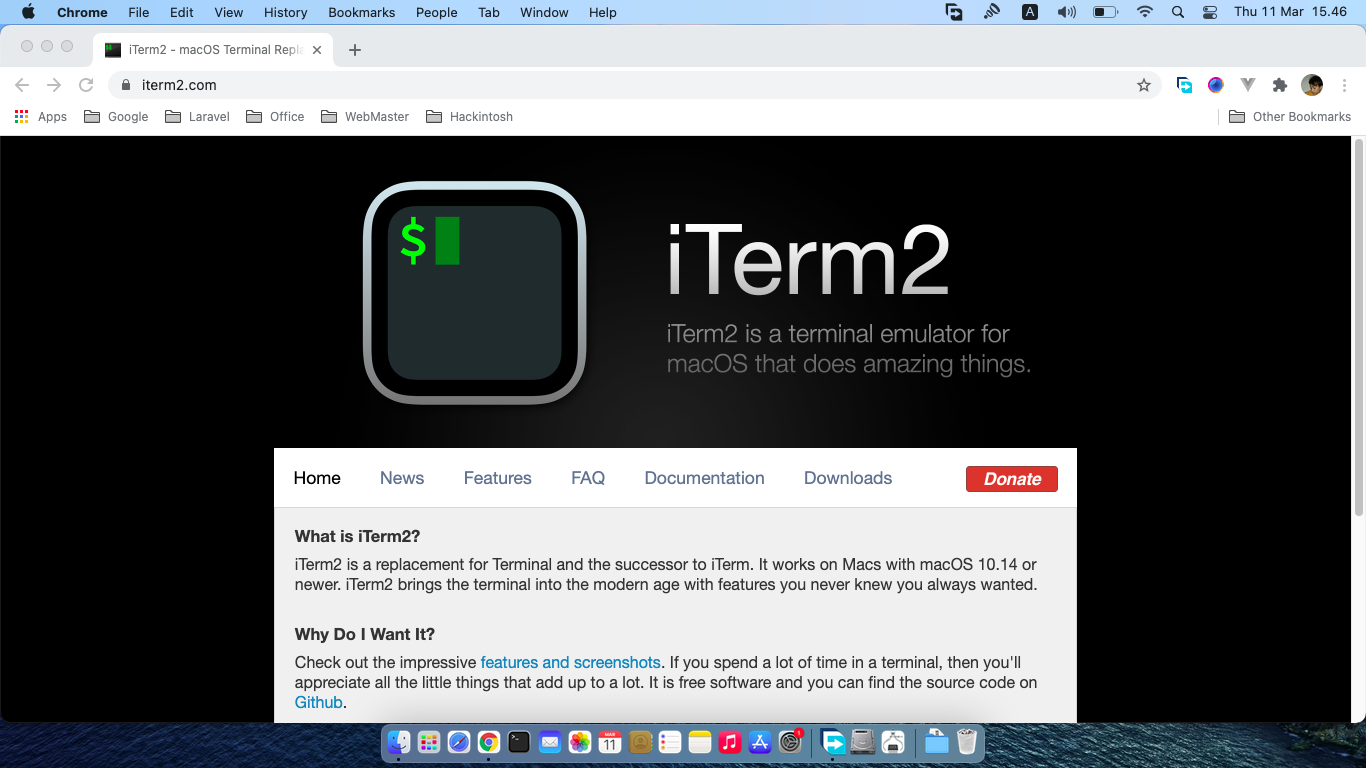 Chrome File Edit View History Bookmarks People Tab Window Help A Thu 11 Mar 15.46
iTerm2 - macOS Terminal Repla
iterm2.com
Apps Google Laravel Office WebMaster Hackintosh Other Bookmarks
$
iTerm2
iTerm2 is a terminal emulator for
macOS that does amazing things.
Home News Features FAQ Documentation Downloads Donate
What is iTerm2?
iTerm2 is a replacement for Terminal and the successor to iTerm. It works on Macs with macOS 10.14 or
newer. iTerm2 brings the terminal into the modern age with features you never knew you always wanted.
Why Do I Want It?
Check out the impressive features and screenshots. If you spend a lot of time in a terminal, then you'll
appreciate all the little things that add up to a lot. It is free software and you can find the source code on
Github.
MAR
11
1